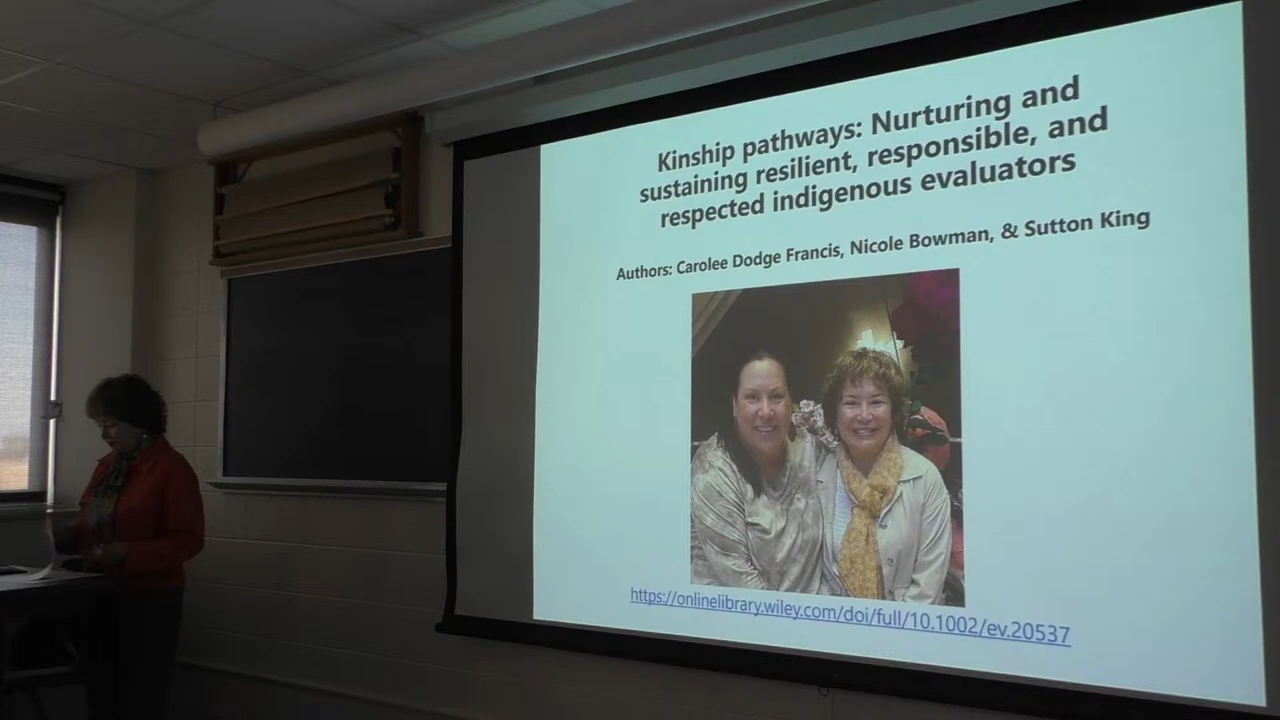 Kinship pathways: Nurturing and
sustaining resilient, responsible, and
respected indigenous evaluators
Authors: Carolee Dodge Francis, Nicole Bowman, & Sutton King
https://onlinelibrary.wiley.com/doi/full/10.1002/ev.20537